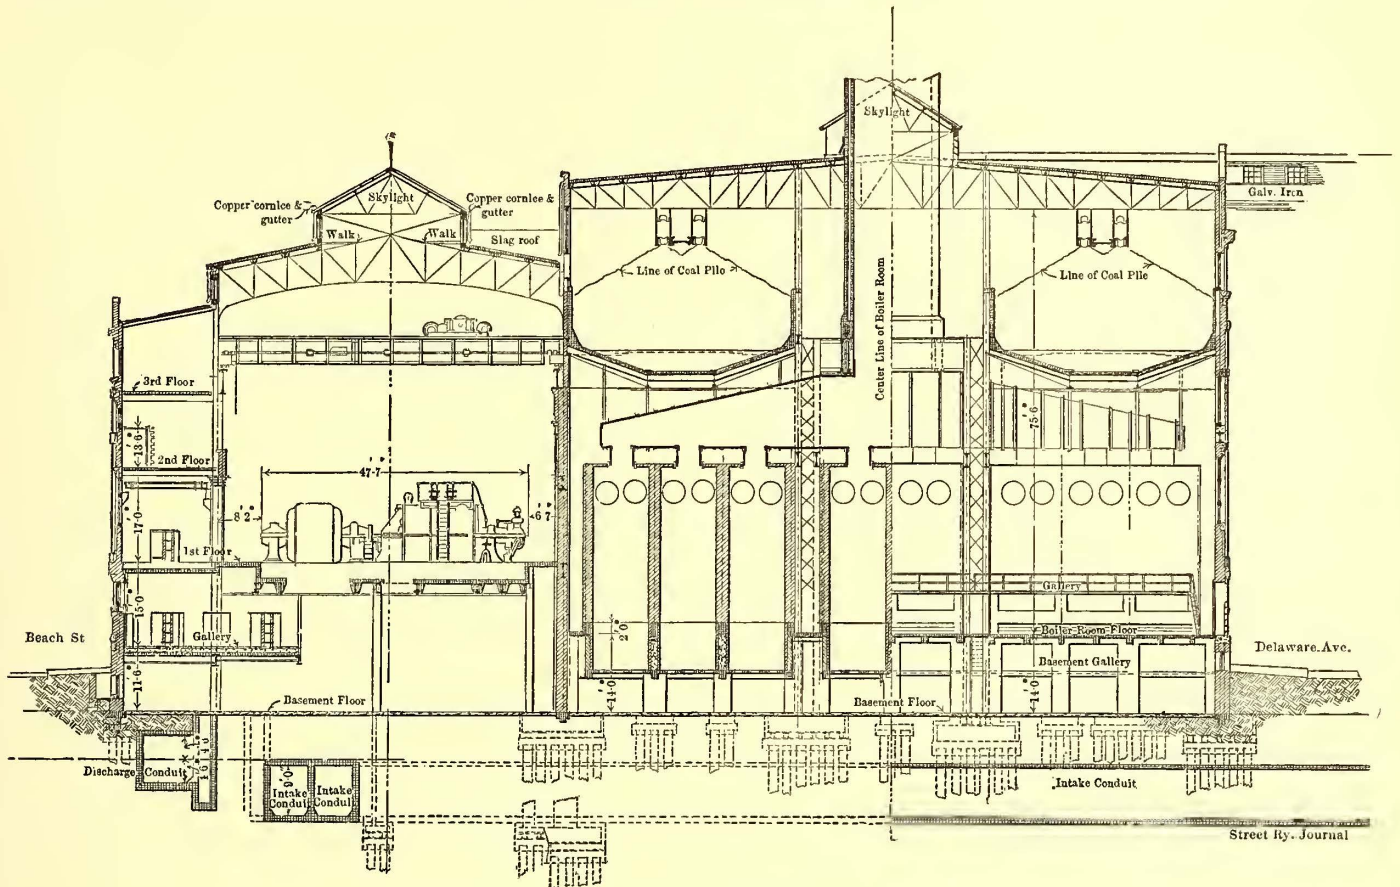 Skylight
Galv. Iron
Skylight
Copper cornice &
gutter
Copper cornice &
gutter
Walk
Walk
Slag roof
Line of Coal Pile
Line of Coal Pile
Center Line of Boiler Room
3rd Floor
75'-6"
13'-6"
2nd Floor
47'-7"
8'-2"
6'-7"
17'-0"
1st Floor
Gallery
15'-0"
Gallery
Boiler Room Floor
Beach St
Delaware Ave.
Basement Gallery
11'-6"
14'-0"
14'-0"
Basement Floor
Basement Floor
Discharge Conduit
9'-0"
Intake
Conduit
Intake
Conduit
Intake Conduit
Street Ry. Journal